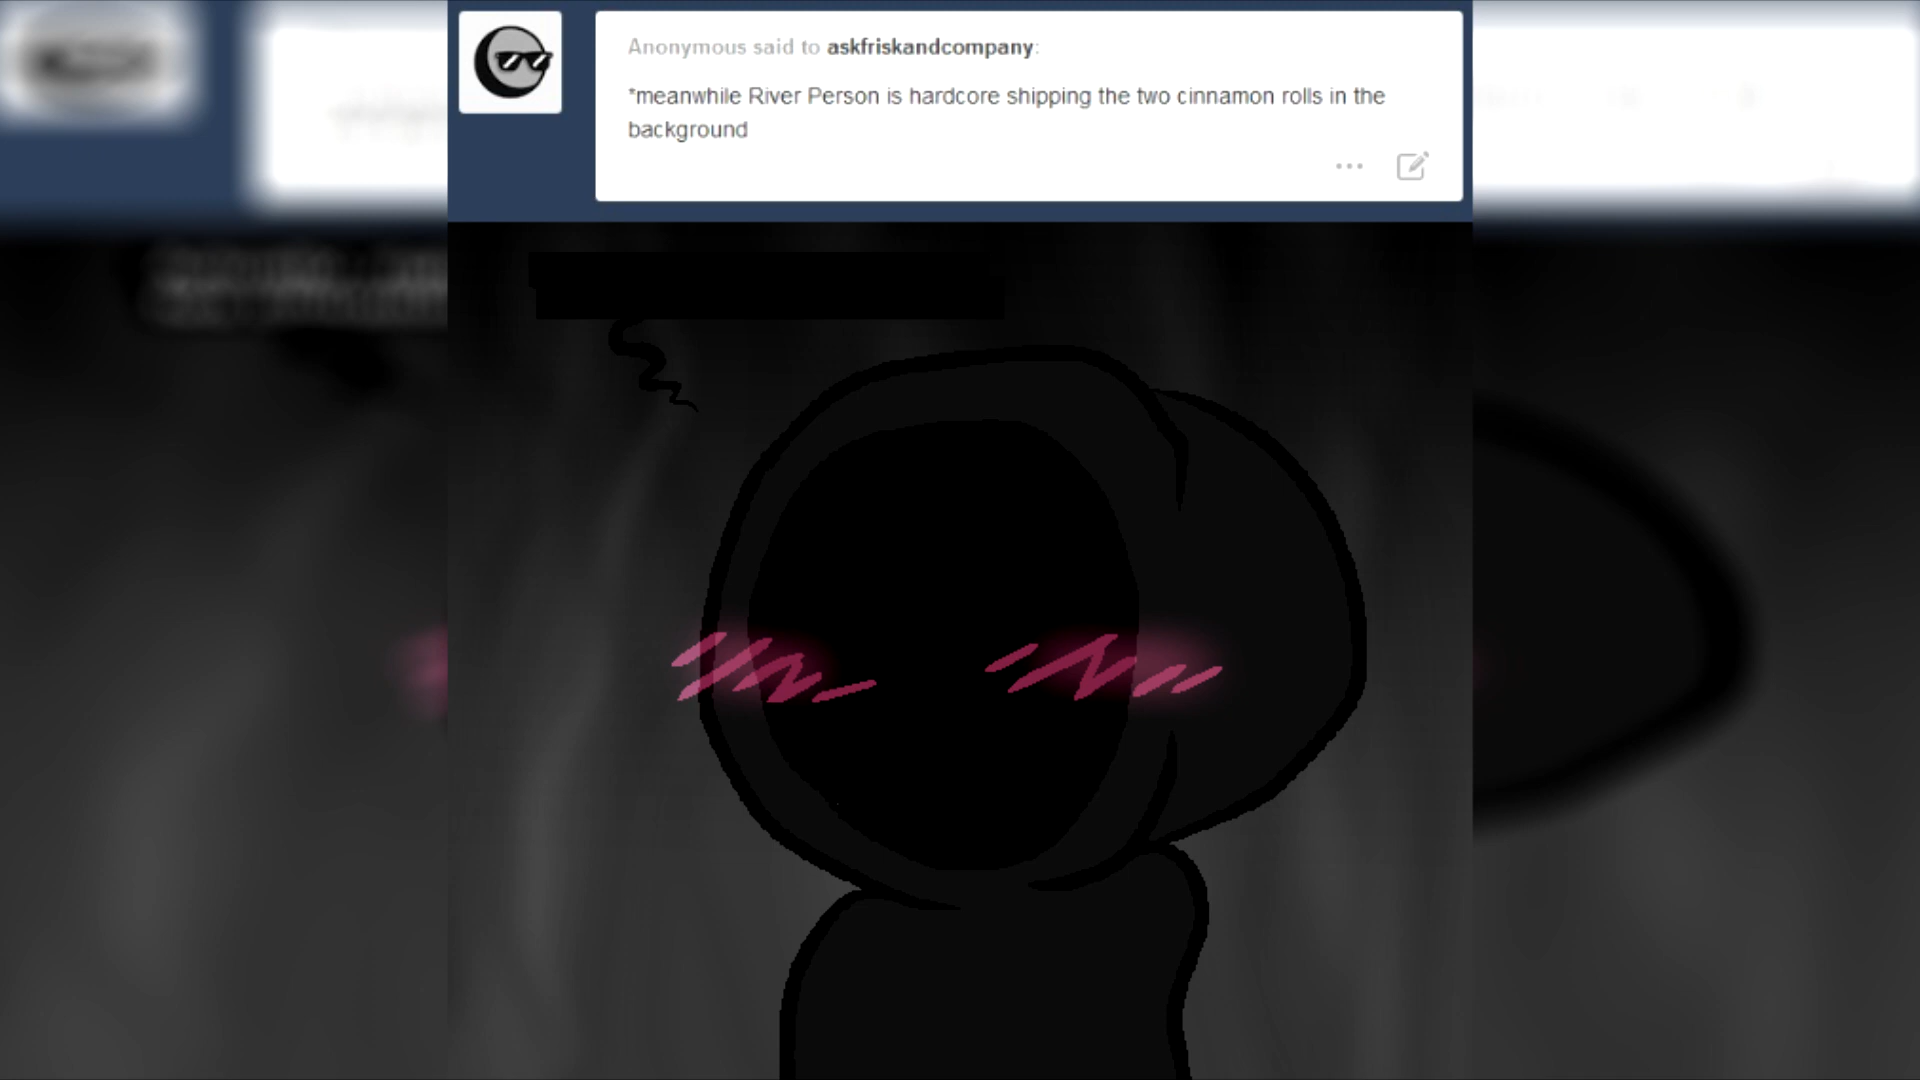 Anonymous said to askfriskandcompany:
*meanwhile River Person is hardcore shipping the two cinnamon rolls in the
background